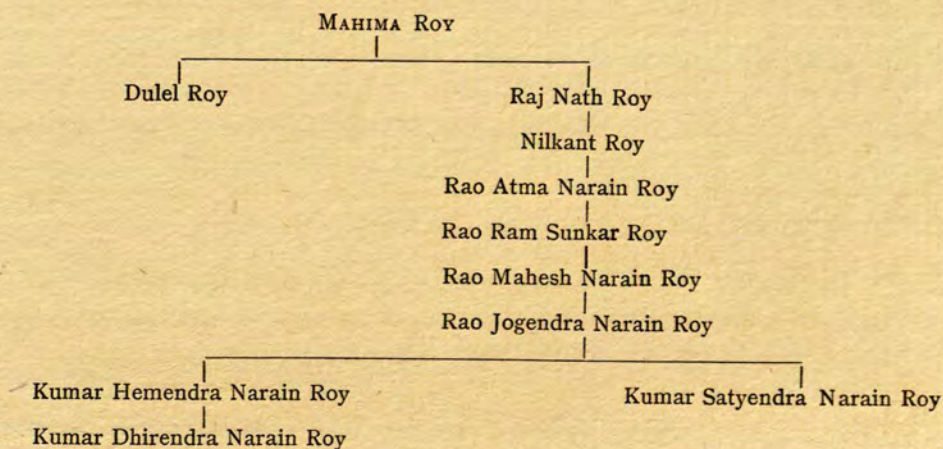 MAHIMA ROY
Dulel Roy Raj Nath Roy
Nilkant Roy
Rao Atma Narain Roy
Rao Ram Sunkar Roy
Rao Mahesh Narain Roy
Rao Jogendra Narain Roy
Kumar Hemendra Narain Roy Kumar Satyendra Narain Roy
Kumar Dhirendra Narain Roy